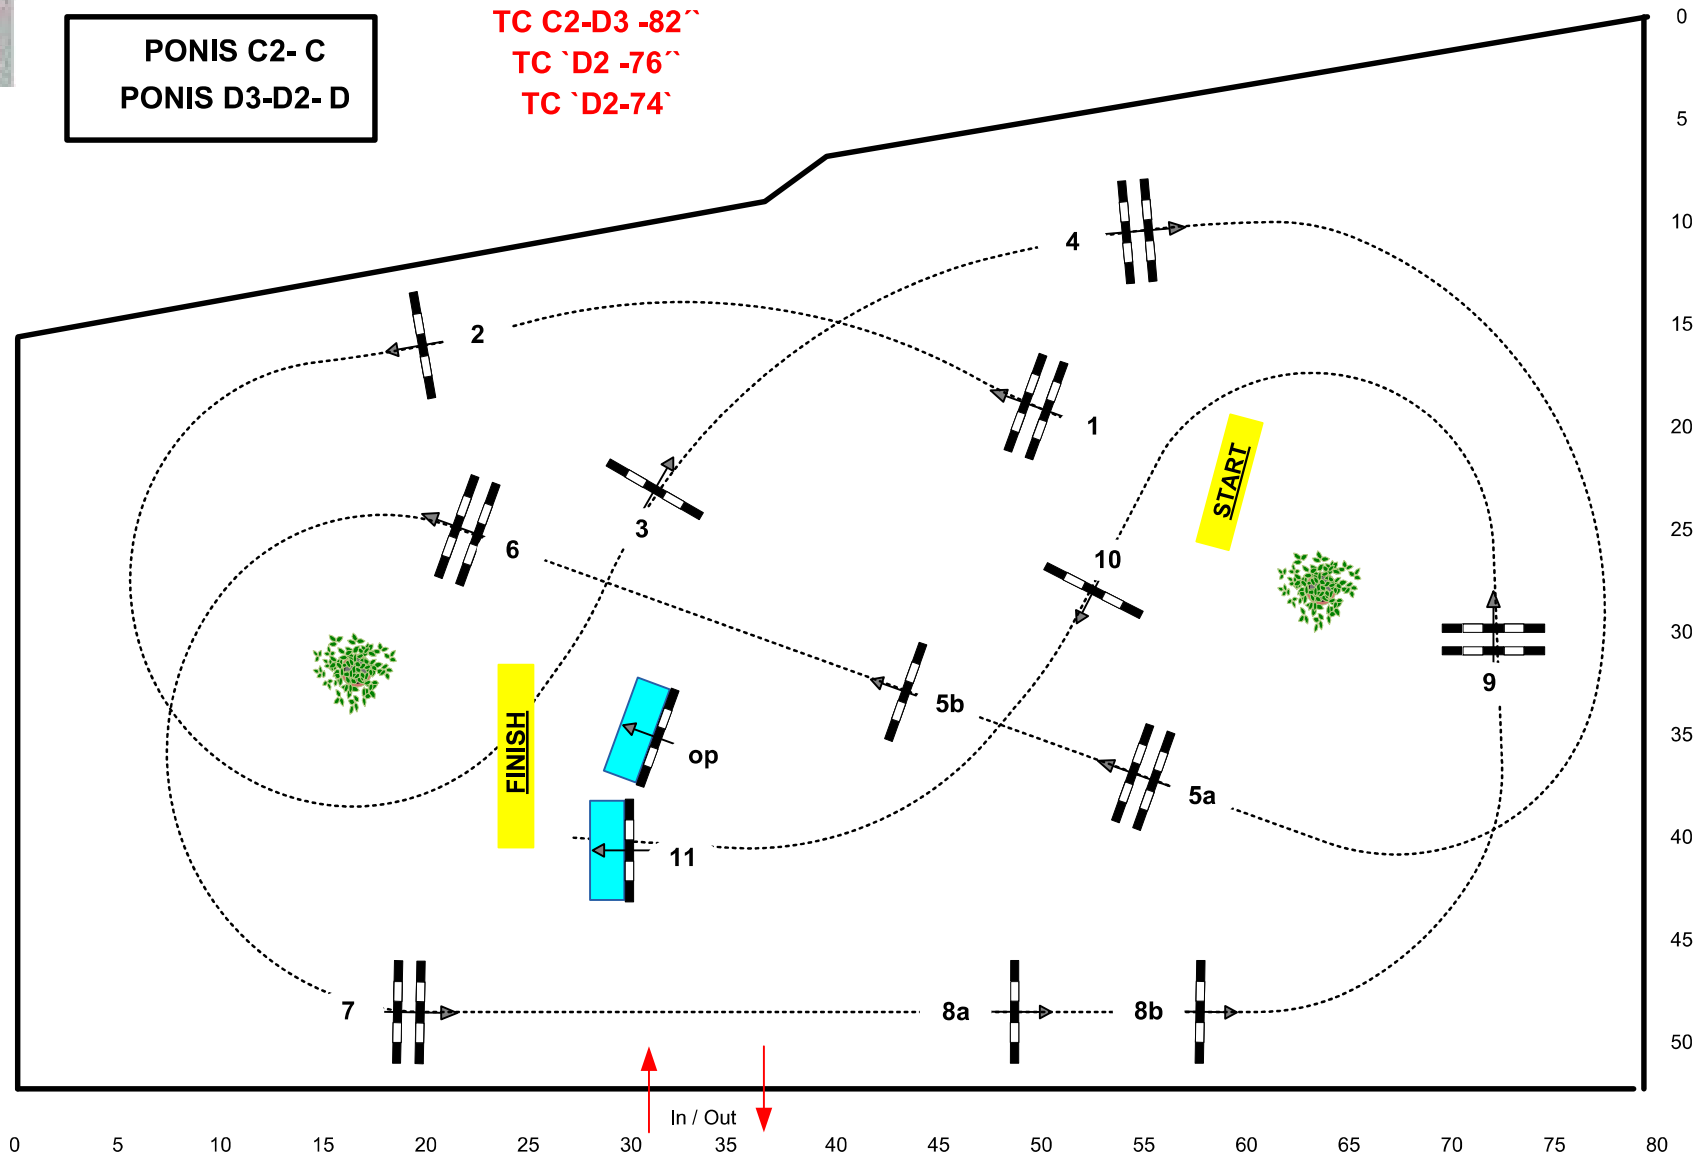 PONIS C2- C
PONIS D3-D2- D
TC C2-D3 -82´´
TC `D2 -76´´
TC `D2-74`
0
5
10
15
20
25
30
35
40
45
50
4
2
1
START
3
6
10
9
5b
FINISH
op
5a
11
7
8a
8b
In / Out
0 5 10 15 20 25 30 35 40 45 50 55 60 65 70 75 80